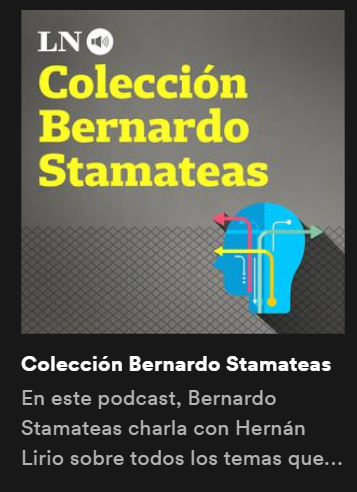 LN
Colección
Bernardo
Stamateas
Colección Bernardo Stamateas
En este podcast, Bernardo
Stamateas charla con Hernán
Lirio sobre todos los temas que...